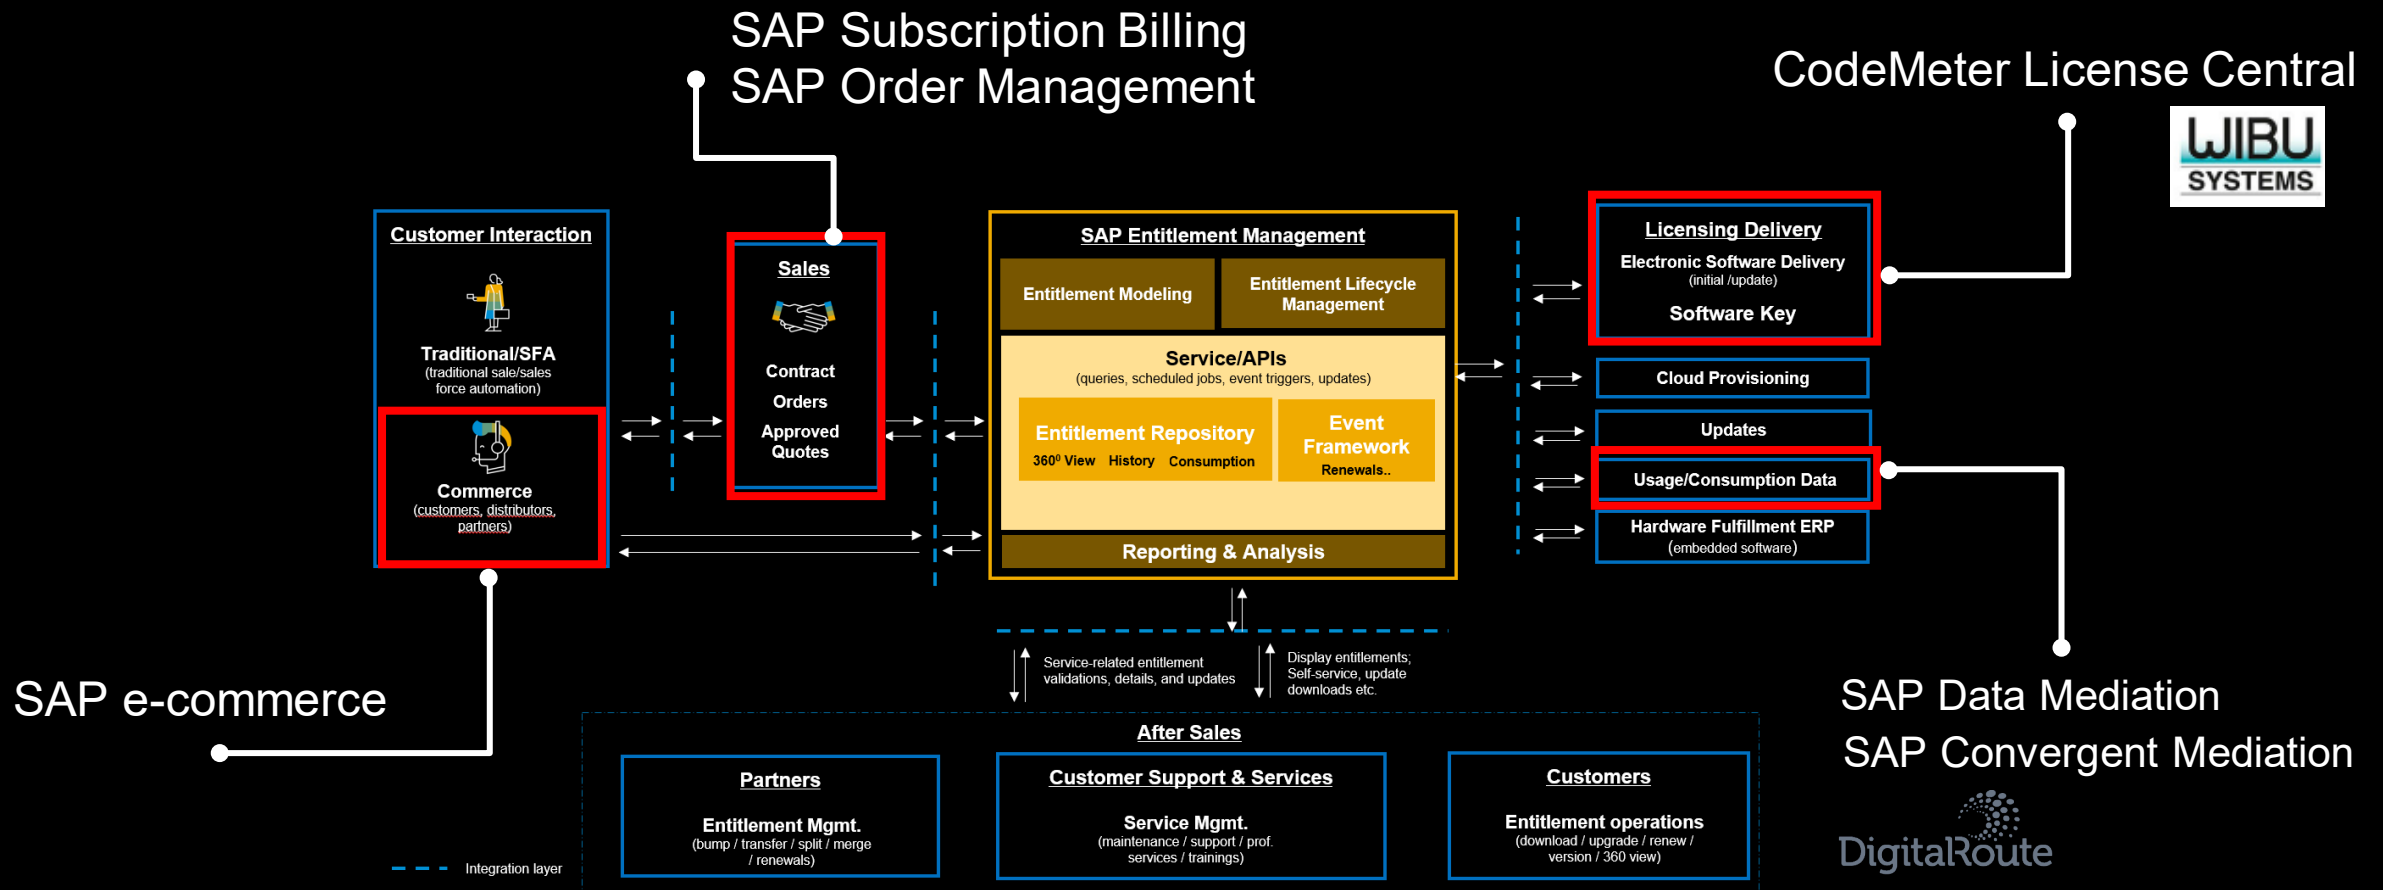 SAP Subscription Billing
SAP Order Management
CodeMeter License Central
WIBU
SYSTEMS
Customer Interaction
Traditional/SFA
(traditional sale/sales
force automation)
Commerce
(customers, distributors,
partners)
SAP e-commerce
Sales
Contract
Orders
Approved
Quotes
SAP Entitlement Management
Entitlement Modeling
Entitlement Lifecycle
Management
Service/APIs
(queries, scheduled jobs, event triggers, updates)
Entitlement Repository
360⁰ View History Consumption
Event
Framework
Renewals..
Reporting & Analysis
Licensing Delivery
Electronic Software Delivery
(initial /update)
Software Key
Cloud Provisioning
Updates
Usage/Consumption Data
Hardware Fulfillment ERP
(embedded software)
SAP Data Mediation
SAP Convergent Mediation
DigitalRoute
Service-related entitlement
validations, details, and updates
Display entitlements;
Self-service, update
downloads etc.
After Sales
Partners
Entitlement Mgmt.
(bump / transfer / split / merge
/ renewals)
Customer Support & Services
Service Mgmt.
(maintenance / support / prof.
services / trainings)
Customers
Entitlement operations
(download / upgrade / renew /
version / 360 view)
Integration layer